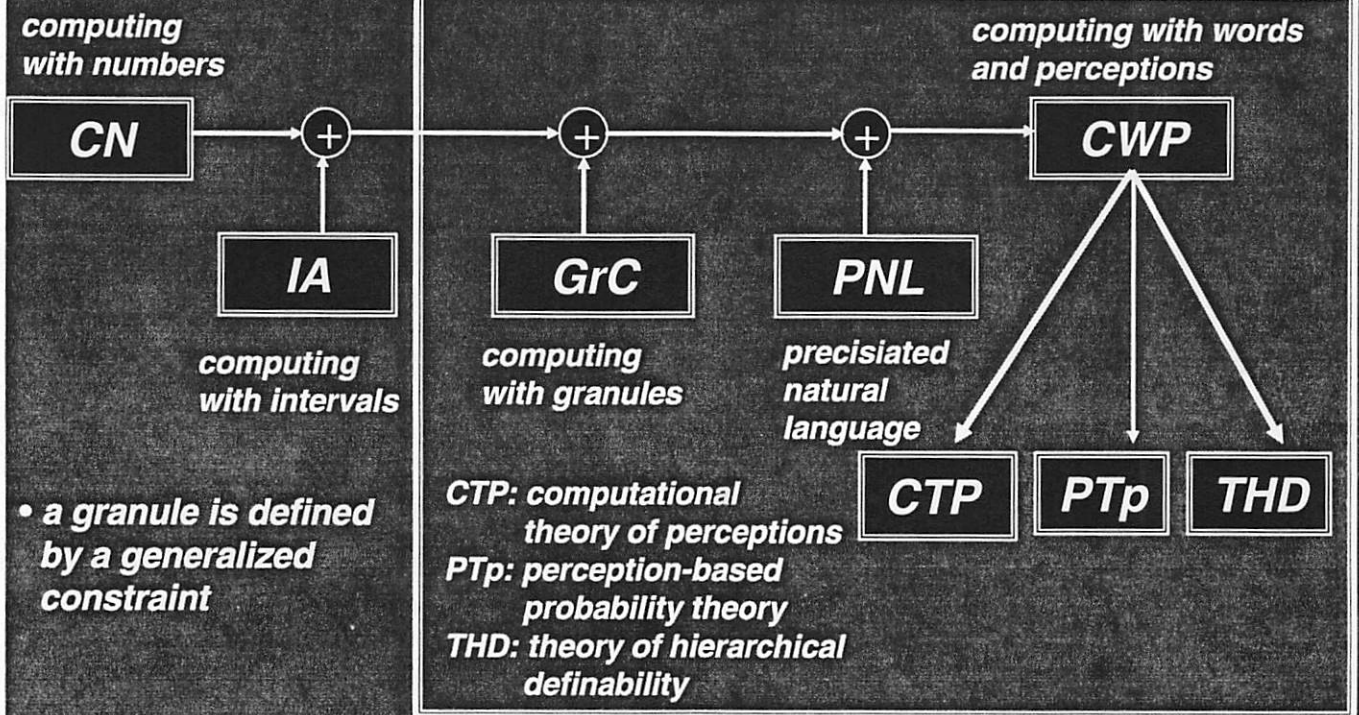 computing
with numbers
CN
+
IA
computing
with intervals
• a granule is defined
by a generalized
constraint
+
GrC
computing
with granules
+
PNL
precisiated
natural
language
computing with words
and perceptions
CWP
CTP
PTp
THD
CTP: computational
theory of perceptions
PTp: perception-based
probability theory
THD: theory of hierarchical
definability